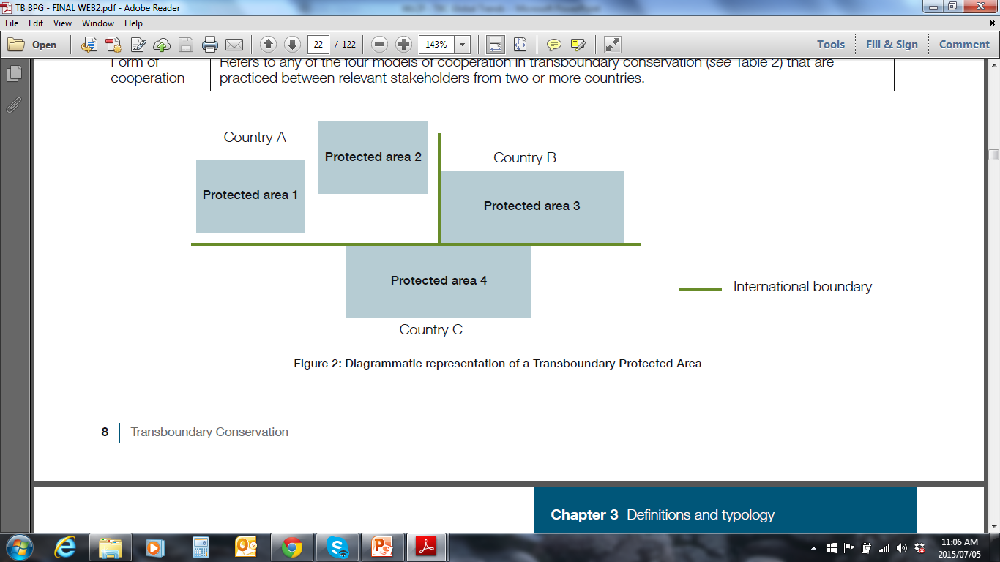 TB BPG - FINAL WEB2.pdf - Adobe Reader
File Edit View Window Help
Open 22 / 122 143% Tools Fill & Sign Comment
Form of cooperation
Refers to any of the four models of cooperation in transboundary conservation (see Table 2) that are
practiced between relevant stakeholders from two or more countries.
Country A
Protected area 2
Country B
Protected area 1
Protected area 3
Protected area 4
International boundary
Country C
Figure 2: Diagrammatic representation of a Transboundary Protected Area
8 Transboundary Conservation
Chapter 3 Definitions and typology
11:06 AM
2015/07/05